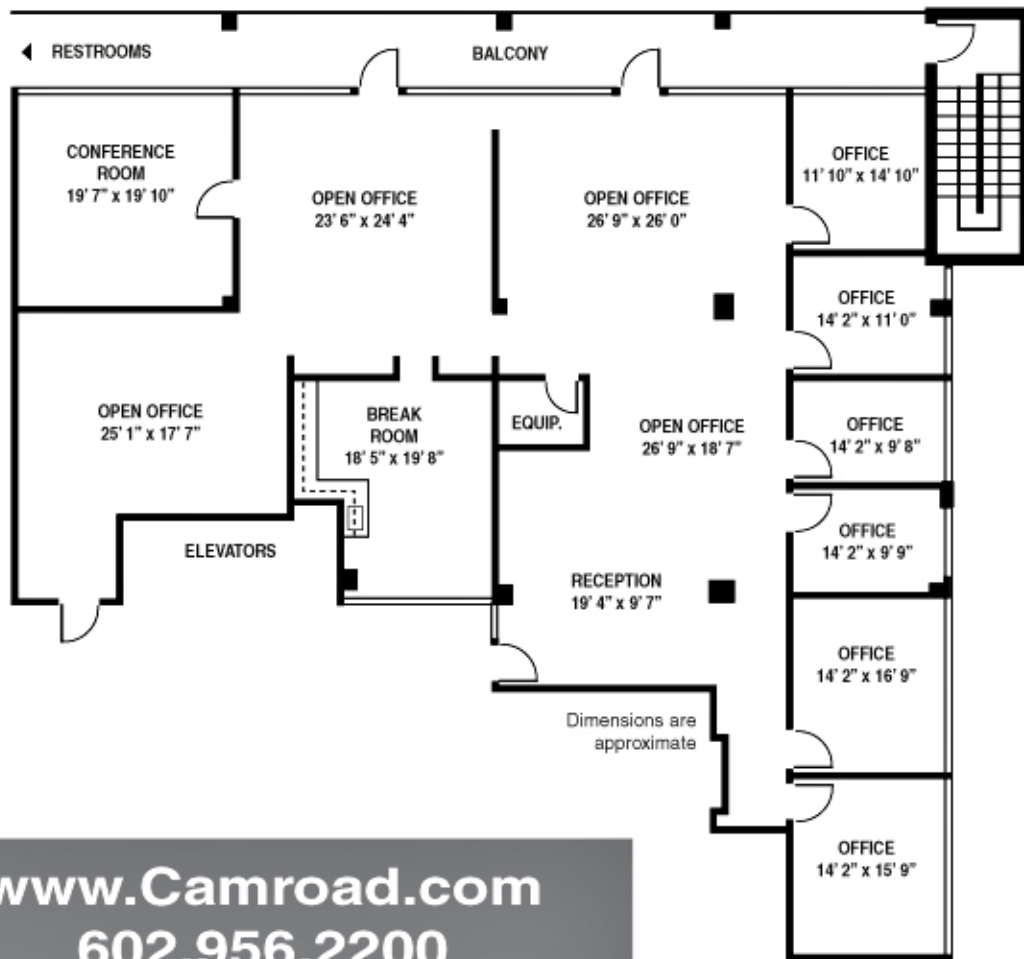 RESTROOMS
BALCONY
CONFERENCE
ROOM
19' 7" x 19' 10"
OPEN OFFICE
23' 6" x 24' 4"
OPEN OFFICE
26' 9" x 26' 0"
OFFICE
11' 10" x 14' 10"
OFFICE
14' 2" x 11' 0"
OPEN OFFICE
25' 1" x 17' 7"
BREAK
ROOM
18' 5" x 19' 8"
EQUIP.
OPEN OFFICE
26' 9" x 18' 7"
OFFICE
14' 2" x 9' 8"
ELEVATORS
OFFICE
14' 2" x 9' 9"
RECEPTION
19' 4" x 9' 7"
OFFICE
14' 2" x 16' 9"
Dimensions are
approximate
OFFICE
14' 2" x 15' 9"
www.Camroad.com
602.956.2200